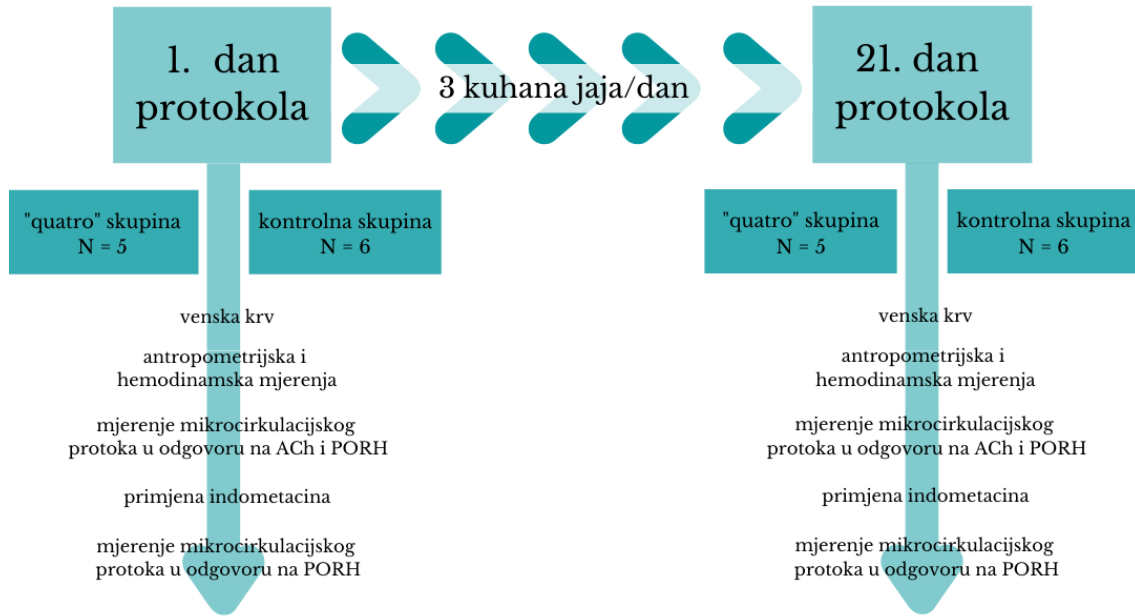 1. dan
protokola
3 kuhana jaja/dan
21. dan
protokola
"quatro" skupina
N = 5
kontrolna skupina
N = 6
venska krv
antropometrijska i
hemodinamska mjerenja
mjerenje mikrocirkulacijskog
protoka u odgovoru na ACh i PORH
primjena indometacina
mjerenje mikrocirkulacijskog
protoka u odgovoru na PORH
"quatro" skupina
N = 5
kontrolna skupina
N = 6
venska krv
antropometrijska i
hemodinamska mjerenja
mjerenje mikrocirkulacijskog
protoka u odgovoru na ACh i PORH
primjena indometacina
mjerenje mikrocirkulacijskog
protoka u odgovoru na PORH